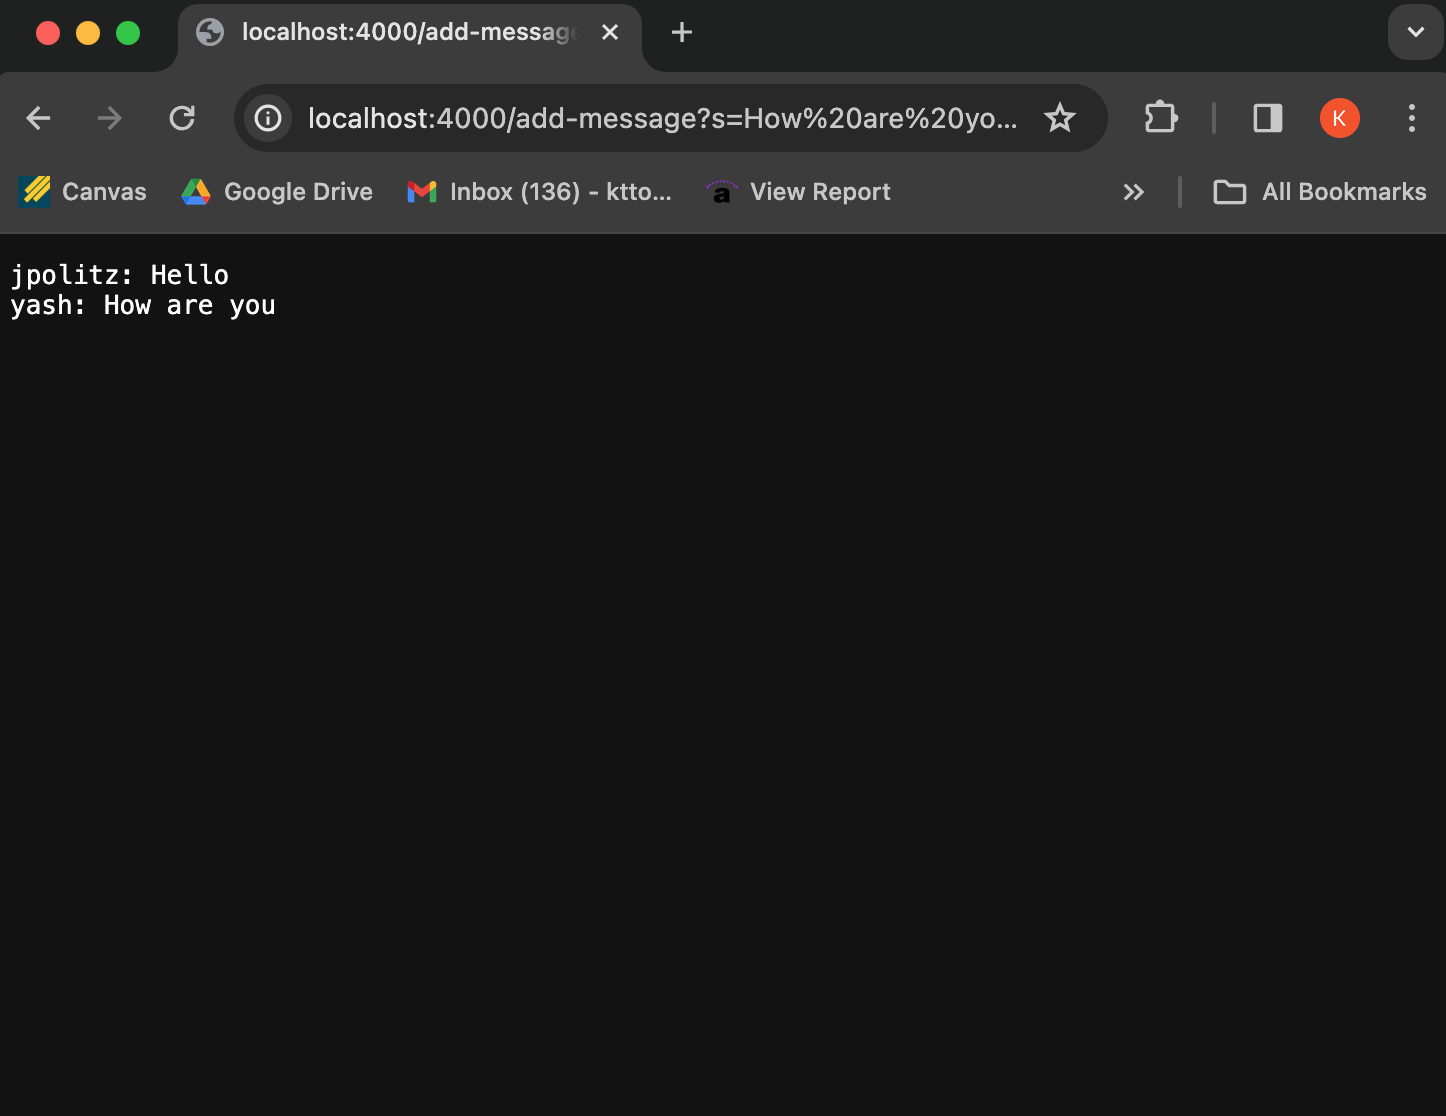 localhost:4000/add-message
localhost:4000/add-message?s=How%20are%20yo...
K
Canvas
Google Drive
Inbox (136) - ktto...
a
View Report
All Bookmarks
jpolitz: Hello
yash: How are you